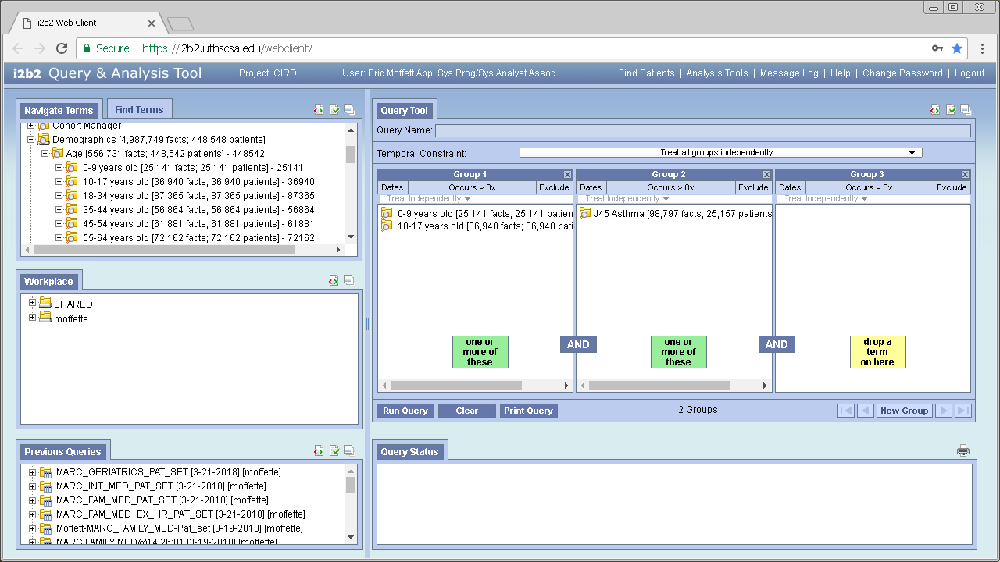 i2b2 Web Client
Secure https://i2b2.uthscsa.edu/webclient/
i2b2 Query & Analysis Tool
Project: CIRD
User: Eric Moffett Appl Sys Prog/Sys Analyst Assoc
Find Patients | Analysis Tools | Message Log | Help | Change Password | Logout
Navigate Terms
Find Terms
Cohort Manager
Demographics [4,987,749 facts; 448,548 patients]
Age [556,731 facts; 448,542 patients] - 448542
0-9 years old [25,141 facts; 25,141 patients] - 25141
10-17 years old [36,940 facts; 36,940 patients] - 36940
18-34 years old [87,365 facts; 87,365 patients] - 87365
35-44 years old [56,864 facts; 56,864 patients] - 56864
45-54 years old [61,881 facts; 61,881 patients] - 61881
55-64 years old [72,162 facts; 72,162 patients] - 72162
Workplace
SHARED
moffette
Previous Queries
MARC_GERIATRICS_PAT_SET [3-21-2018] [moffette]
MARC_INT_MED_PAT_SET [3-21-2018] [moffette]
MARC_FAM_MED_PAT_SET [3-21-2018] [moffette]
MARC_FAM_MED+EX_HR_PAT_SET [3-21-2018] [moffette]
Moffett-MARC_FAMILY_MED-Pat_set [3-19-2018] [moffette]
MARC FAMILY MED@14:26:01 [3-19-2018] [moffette]
Query Tool
Query Name:
Temporal Constraint:
Treat all groups independently
Group 1
Dates
Occurs > 0x
Exclude
Treat Independently
0-9 years old [25,141 facts; 25,141 patien
10-17 years old [36,940 facts; 36,940 pati
one or
more of
these
AND
Group 2
Dates
Occurs > 0x
Exclude
Treat Independently
J45 Asthma [98,797 facts; 25,157 patients
one or
more of
these
AND
Group 3
Dates
Occurs > 0x
Exclude
Treat Independently
drop a
term
on here
Run Query
Clear
Print Query
2 Groups
New Group
Query Status